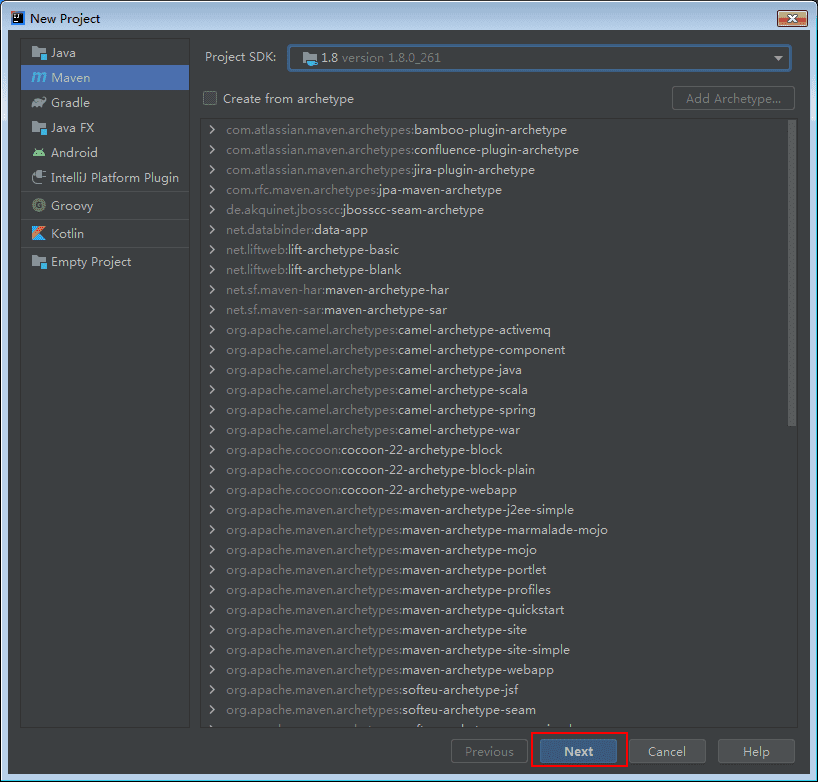 New Project
Java
Maven
Gradle
Java FX
Android
IntelliJ Platform Plugin
Groovy
Kotlin
Empty Project
Project SDK: 1.8 version 1.8.0_261
Create from archetype
Add Archetype...
com.atlassian.maven.archetypes:bamboo-plugin-archetype
com.atlassian.maven.archetypes:confluence-plugin-archetype
com.atlassian.maven.archetypes:jira-plugin-archetype
com.rfc.maven.archetypes:jpa-maven-archetype
de.akquinet.jbosscc:jbosscc-seam-archetype
net.databinder:data-app
net.liftweb:lift-archetype-basic
net.liftweb:lift-archetype-blank
net.sf.maven-har:maven-archetype-har
net.sf.maven-sar:maven-archetype-sar
org.apache.camel.archetypes:camel-archetype-activemq
org.apache.camel.archetypes:camel-archetype-component
org.apache.camel.archetypes:camel-archetype-java
org.apache.camel.archetypes:camel-archetype-scala
org.apache.camel.archetypes:camel-archetype-spring
org.apache.camel.archetypes:camel-archetype-war
org.apache.cocoon:cocoon-22-archetype-block
org.apache.cocoon:cocoon-22-archetype-block-plain
org.apache.cocoon:cocoon-22-archetype-webapp
org.apache.maven.archetypes:maven-archetype-j2ee-simple
org.apache.maven.archetypes:maven-archetype-marmalade-mojo
org.apache.maven.archetypes:maven-archetype-mojo
org.apache.maven.archetypes:maven-archetype-portlet
org.apache.maven.archetypes:maven-archetype-profiles
org.apache.maven.archetypes:maven-archetype-quickstart
org.apache.maven.archetypes:maven-archetype-site
org.apache.maven.archetypes:maven-archetype-site-simple
org.apache.maven.archetypes:maven-archetype-webapp
org.apache.maven.archetypes:softeu-archetype-jsf
org.apache.maven.archetypes:softeu-archetype-seam
Previous
Next
Cancel
Help